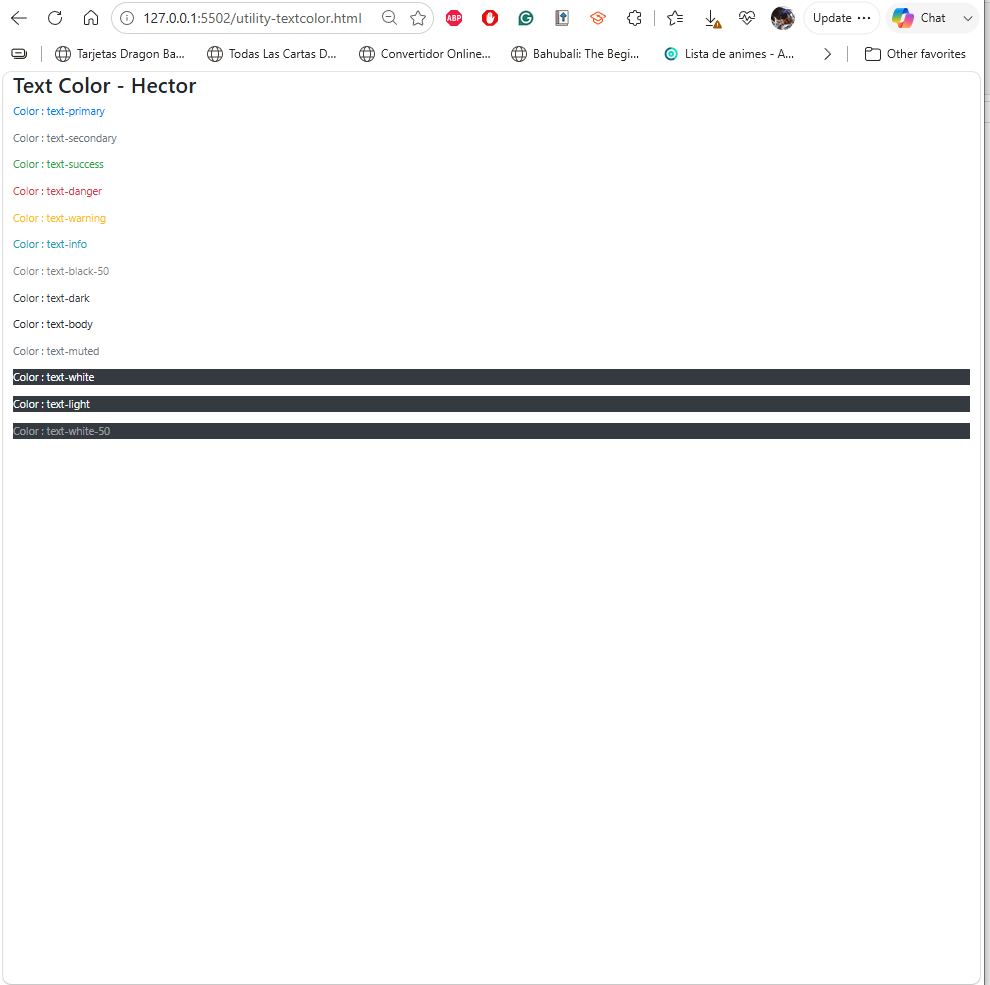 127.0.0.1:5502/utility-textcolor.html ABP Update Chat
Tarjetas Dragon Ba... Todas Las Cartas D... Convertidor Online... Bahubali: The Begi... Lista de animes - A... Other favorites
Text Color - Hector
Color : text-primary
Color : text-secondary
Color : text-success
Color : text-danger
Color : text-warning
Color : text-info
Color : text-black-50
Color : text-dark
Color : text-body
Color : text-muted
Color : text-white
Color : text-light
Color : text-white-50